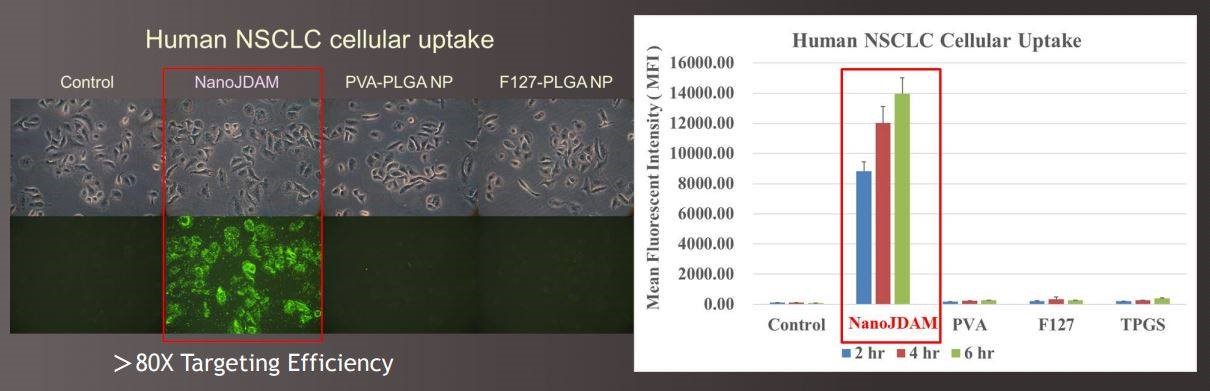 Human NSCLC cellular uptake
Control NanoJDAM PVA-PLGA NP F127-PLGA NP
＞80X Targeting Efficiency
Human NSCLC Cellular Uptake
Mean Fluorescent Intensity ( MFI )
16000.00
14000.00
12000.00
10000.00
8000.00
6000.00
4000.00
2000.00
0.00
Control NanoJDAM PVA F127 TPGS
2 hr 4 hr 6 hr